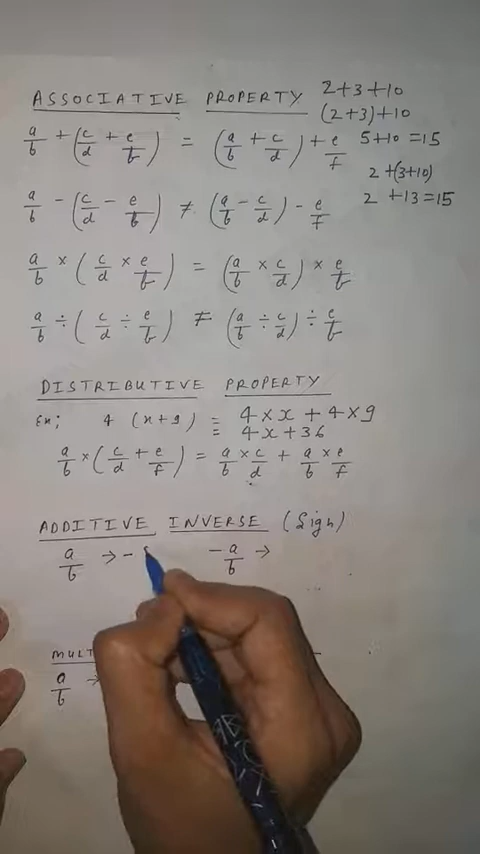 ASSOCIATIVE PROPERTY
2+3+10
(2+3)+10
a/b + (c/d + e/f) = (a/b + c/d) + e/f
5+10=15
2+(3+10)
2+13=15
a/b - (c/d - e/f) ≠ (a/b - c/d) - e/f
a/b × (c/d × e/f) = (a/b × c/d) × e/f
a/b ÷ (c/d ÷ e/f) ≠ (a/b ÷ c/d) ÷ e/f
DISTRIBUTIVE PROPERTY
Ex; 4 (x+9) = 4×x + 4×9
= 4x+36
a/b × (c/d + e/f) = a/b × c/d + a/b × e/f
ADDITIVE INVERSE (Sign)
a/b → - -a/b →
MULT
a/b →